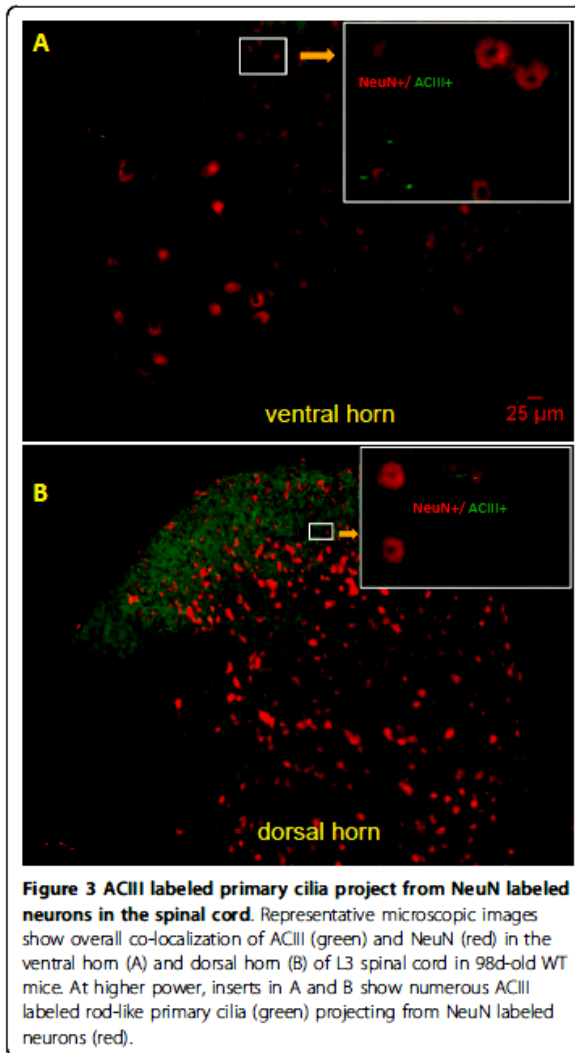 A
NeuN+/ ACIII+
ventral horn
25 µm
B
NeuN+/ ACIII+
dorsal horn
Figure 3 ACIII labeled primary cilia project from NeuN labeled
neurons in the spinal cord. Representative microscopic images
show overall co-localization of ACIII (green) and NeuN (red) in the
ventral horn (A) and dorsal horn (B) of L3 spinal cord in 98d-old WT
mice. At higher power, inserts in A and B show numerous ACIII
labeled rod-like primary cilia (green) projecting from NeuN labeled
neurons (red).